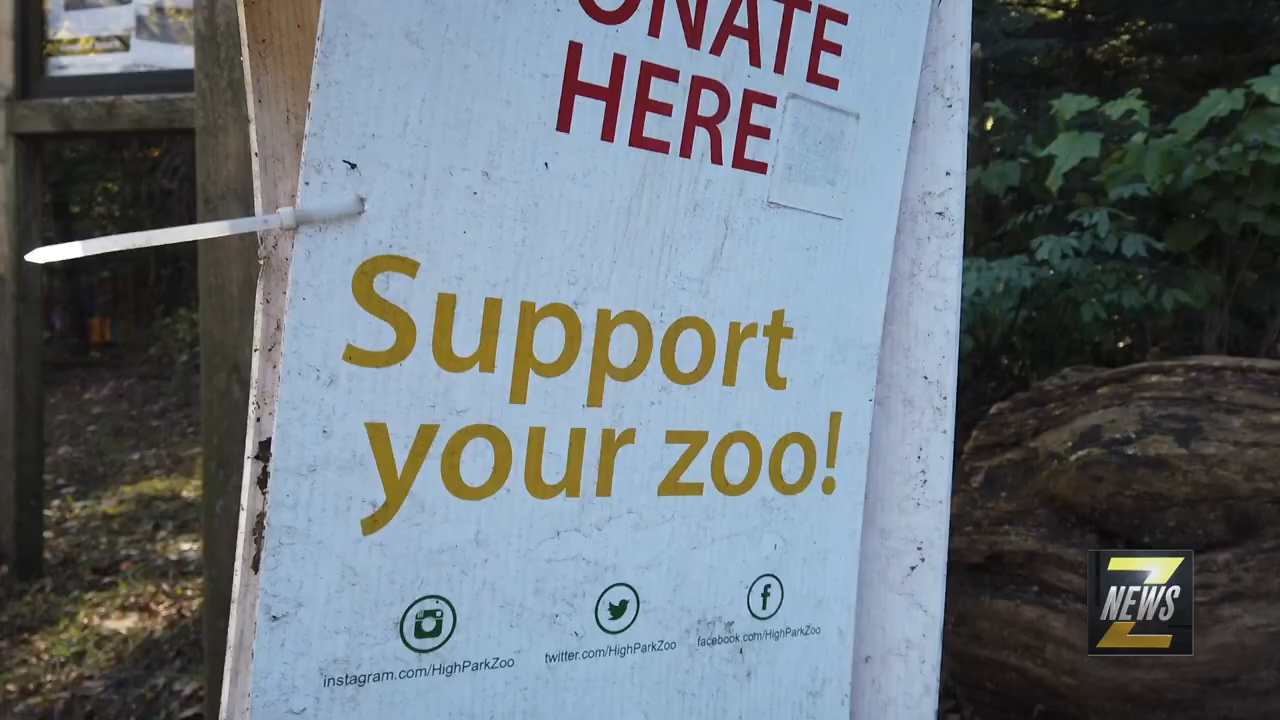 ONATE
HERE
Support
your zoo!
instagram.com/HighParkZoo
twitter.com/HighParkZoo
facebook.com/HighParkZoo
Z
NEWS